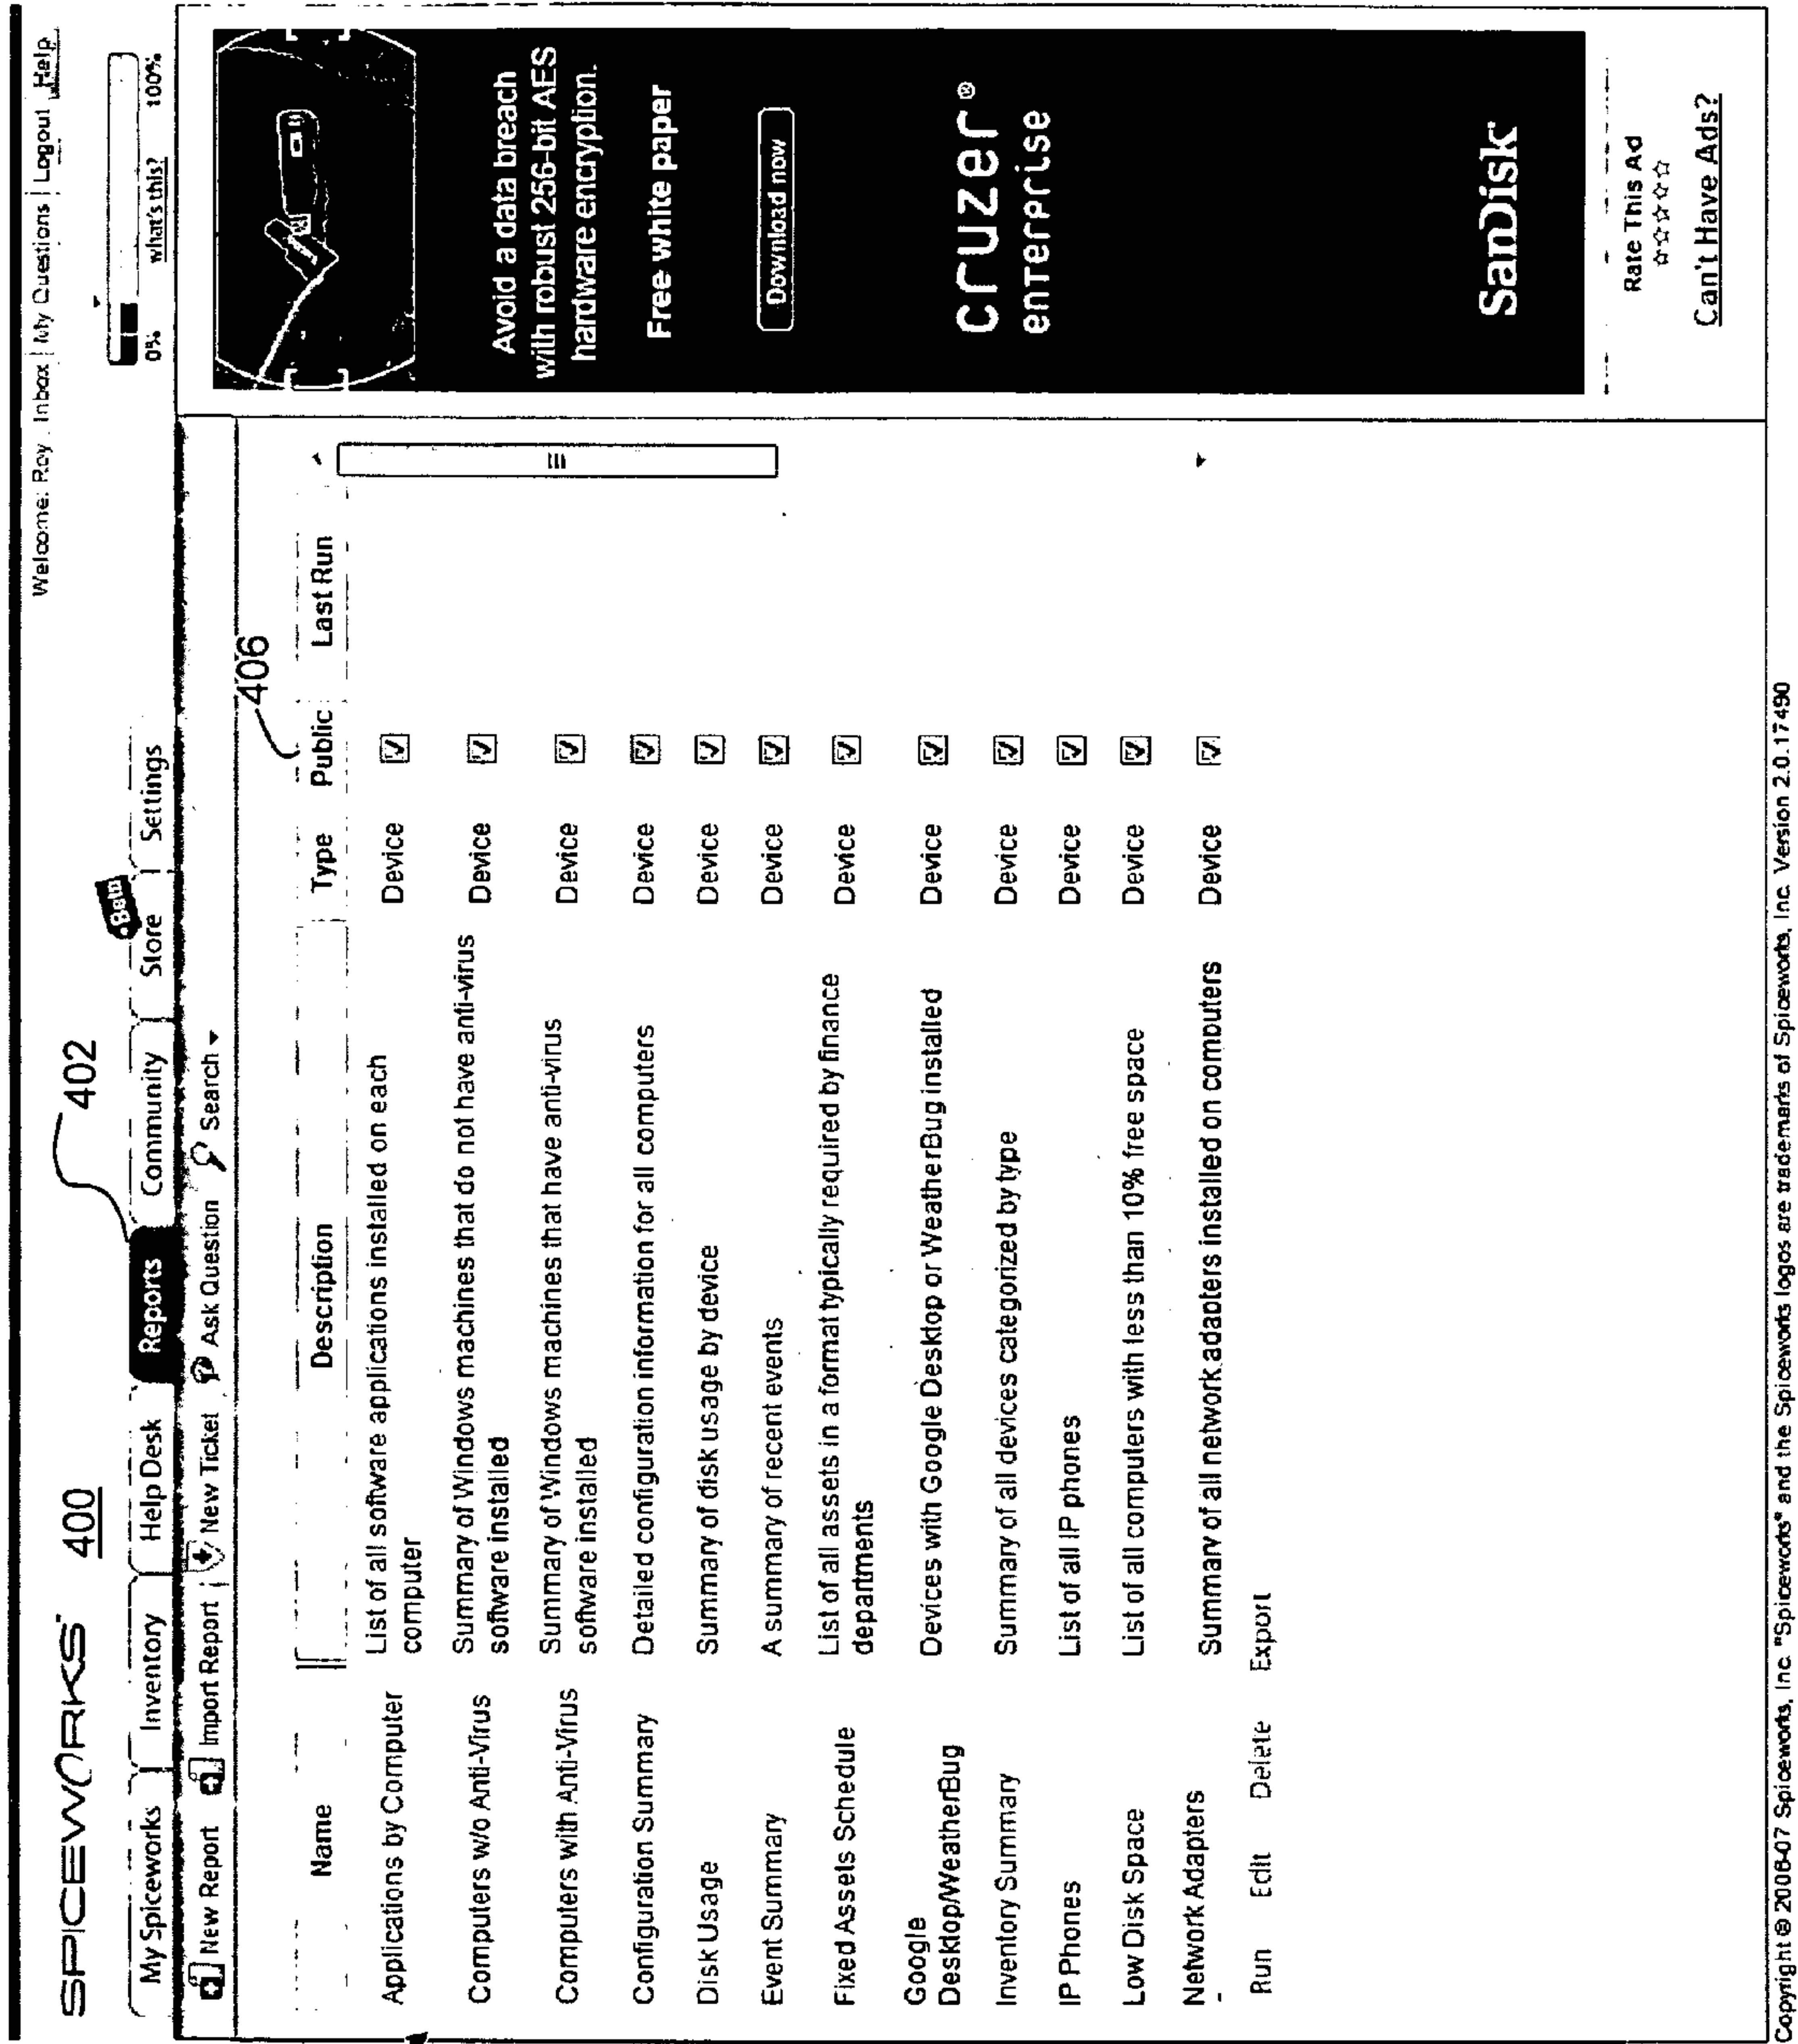 Welcome: Roy | Inbox | My Questions | Logout Help
SPICEWORKS
400
402
0% what's this? 100%
My Spiceworks | Inventory | Help Desk | Reports | Community | Store | Settings
Beta
New Report Import Report | New Ticket Ask Question Search
406
Name Description Type Public Last Run
Applications by Computer List of all software applications installed on each computer Device
Computers w/o Anti-Virus Summary of Windows machines that do not have anti-virus software installed Device
Computers with Anti-Virus Summary of Windows machines that have anti-virus software installed Device
Configuration Summary Detailed configuration information for all computers Device
Disk Usage Summary of disk usage by device Device
Event Summary A summary of recent events Device
Fixed Assets Schedule List of all assets in a format typically required by finance departments Device
Google Desktop/WeatherBug Devices with Google Desktop or WeatherBug installed Device
Inventory Summary Summary of all devices categorized by type Device
IP Phones List of all IP phones Device
Low Disk Space List of all computers with less than 10% free space Device
Network Adapters Summary of all network adapters installed on computers Device
Run Edit Delete Export
Avoid a data breach
with robust 256-bit AES
hardware encryption.
Free white paper
Download now
cruzer®
enterprise
SanDisk
Rate This Ad
☆☆☆☆☆
Can't Have Ads?
Copyright © 2006-07 Spiceworks, Inc. "Spiceworks" and the Spiceworks logos are trademarks of Spiceworks, Inc. Version 2.0.17490